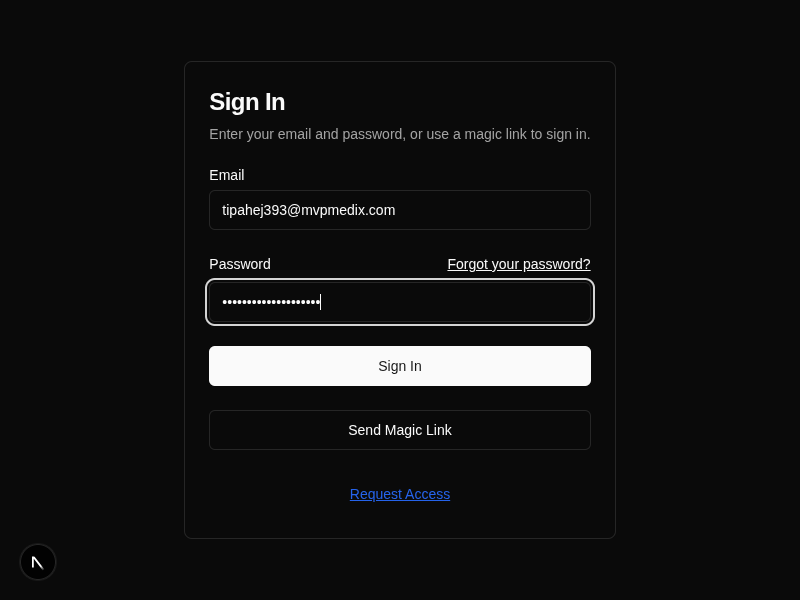 Sign In
Enter your email and password, or use a magic link to sign in.
Email
tipahej393@mvpmedix.com
Password Forgot your password?
••••••••••••••••••••
Sign In
Send Magic Link
Request Access